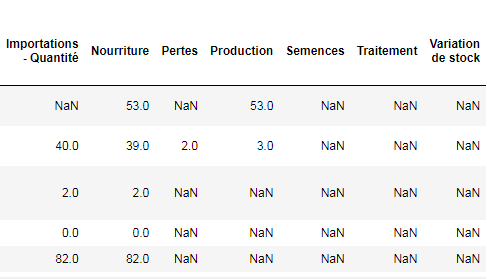 Importations - Quantité Nourriture Pertes Production Semences Traitement Variation de stock
NaN 53.0 NaN 53.0 NaN NaN NaN
40.0 39.0 2.0 3.0 NaN NaN NaN
2.0 2.0 NaN NaN NaN NaN NaN
0.0 0.0 NaN NaN NaN NaN NaN
82.0 82.0 NaN NaN NaN NaN NaN